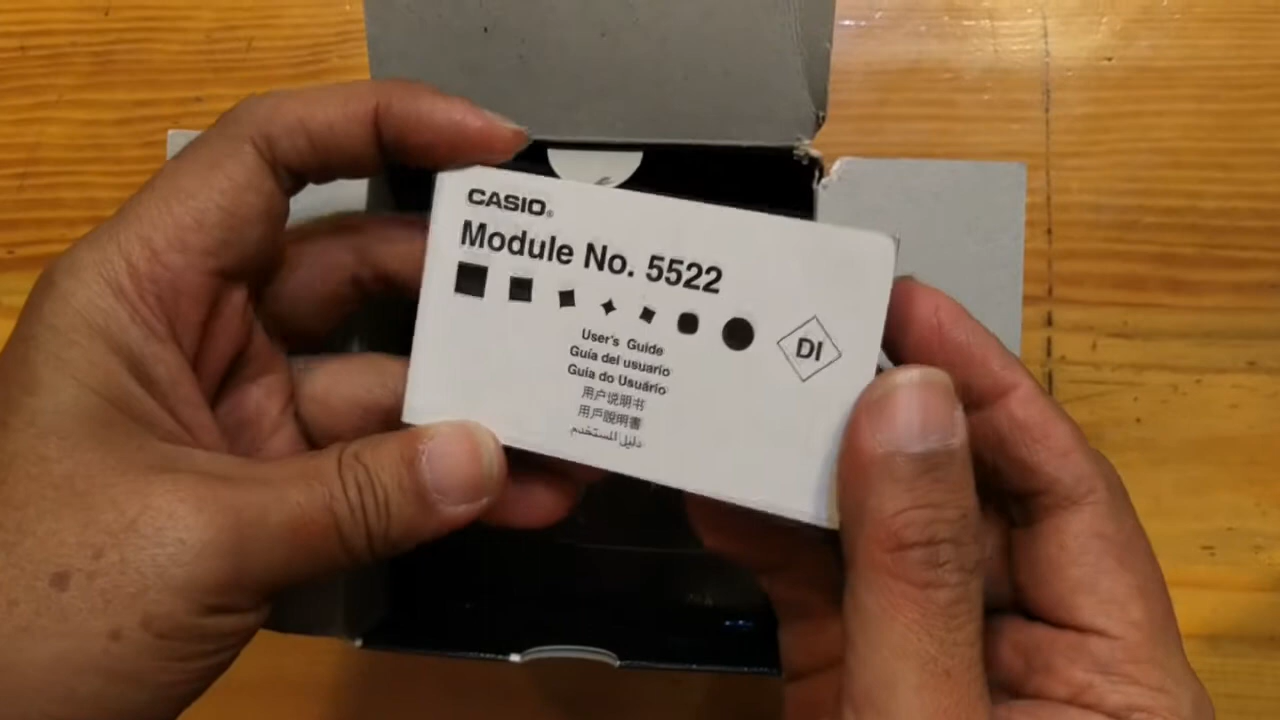 CASIO®
Module No. 5522
DI
User's Guide
Guía del usuario
Guia do Usuário
用户说明书
用戶說明書
دليل المستخدم